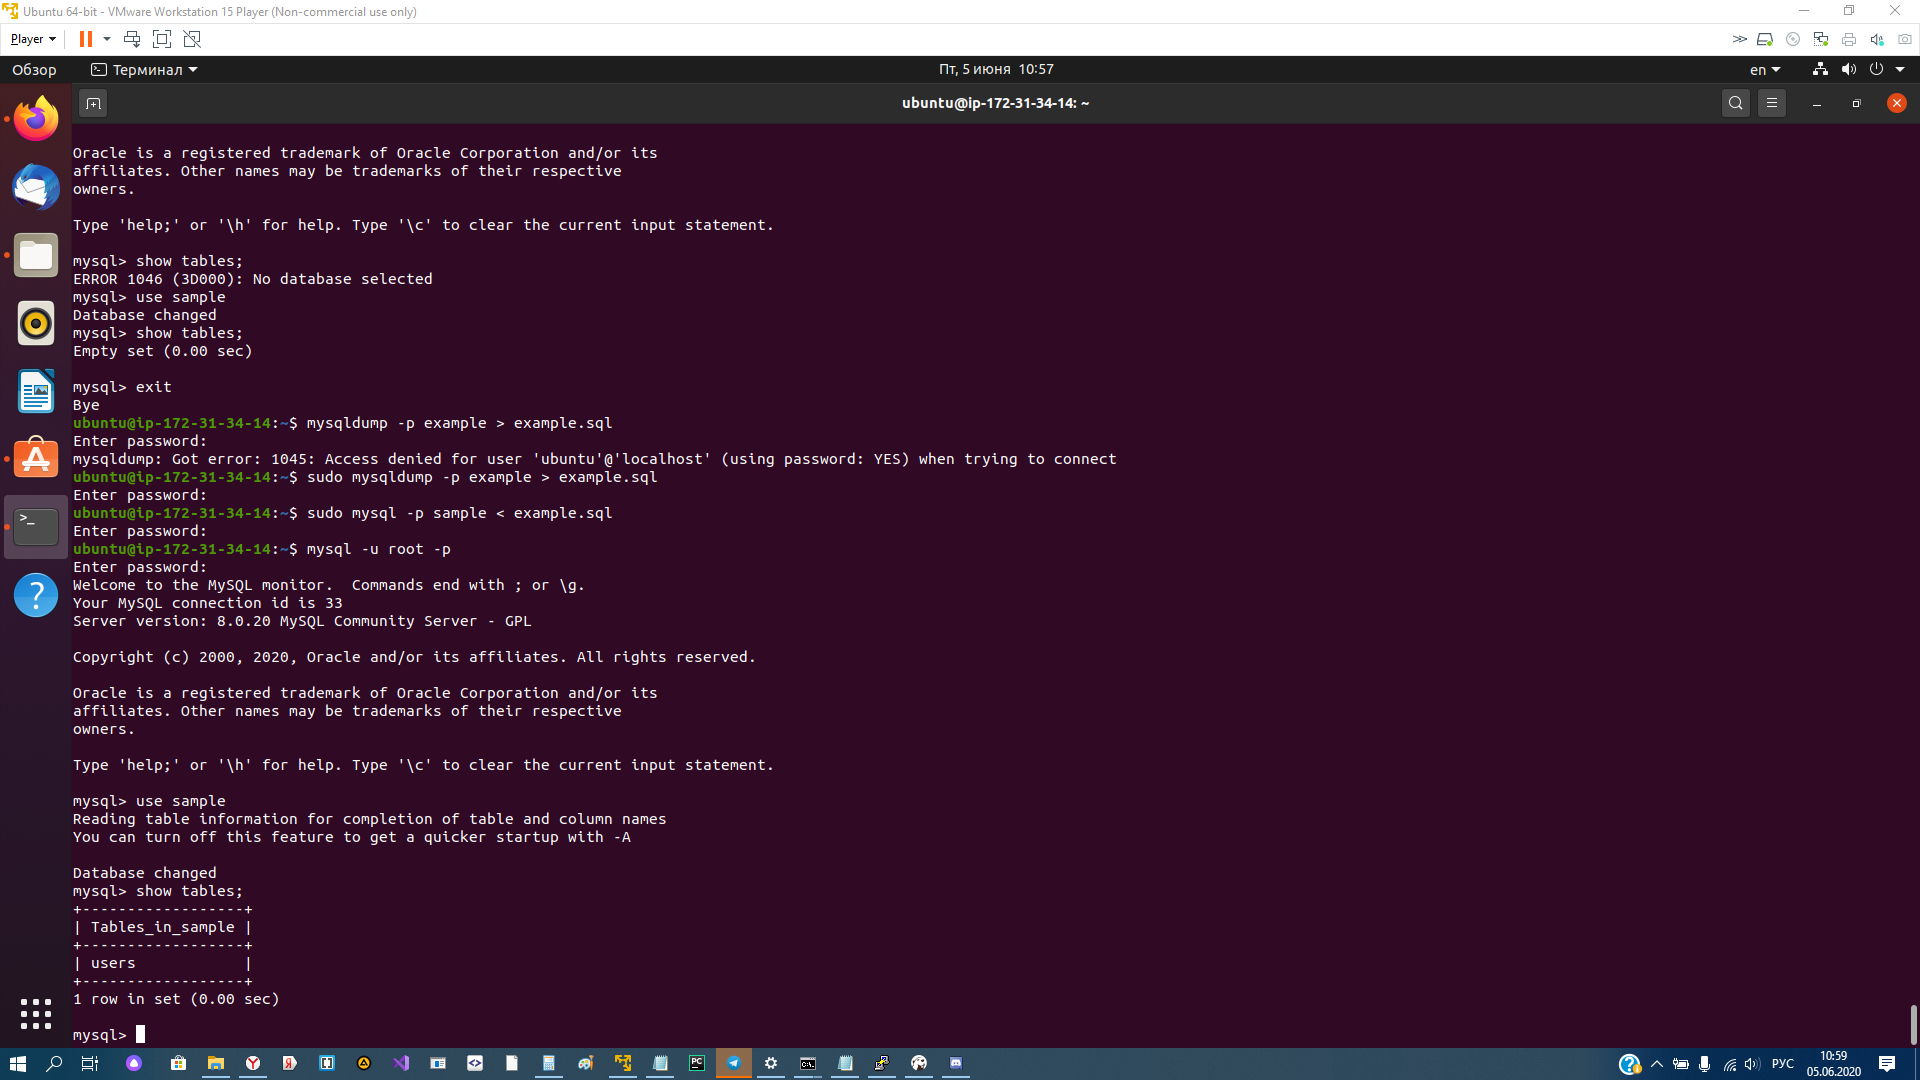 Ubuntu 64-bit - VMware Workstation 15 Player (Non-commercial use only)
Player
Обзор
Терминал
Пт, 5 июня 10:57
en
ubuntu@ip-172-31-34-14: ~
Oracle is a registered trademark of Oracle Corporation and/or its
affiliates. Other names may be trademarks of their respective
owners.
Type 'help;' or '\h' for help. Type '\c' to clear the current input statement.
mysql> show tables;
ERROR 1046 (3D000): No database selected
mysql> use sample
Database changed
mysql> show tables;
Empty set (0.00 sec)
mysql> exit
Bye
ubuntu@ip-172-31-34-14:~$ mysqldump -p example > example.sql
Enter password:
mysqldump: Got error: 1045: Access denied for user 'ubuntu'@'localhost' (using password: YES) when trying to connect
ubuntu@ip-172-31-34-14:~$ sudo mysqldump -p example > example.sql
Enter password:
ubuntu@ip-172-31-34-14:~$ sudo mysql -p sample < example.sql
Enter password:
ubuntu@ip-172-31-34-14:~$ mysql -u root -p
Enter password:
Welcome to the MySQL monitor.  Commands end with ; or \g.
Your MySQL connection id is 33
Server version: 8.0.20 MySQL Community Server - GPL
Copyright (c) 2000, 2020, Oracle and/or its affiliates. All rights reserved.
Oracle is a registered trademark of Oracle Corporation and/or its
affiliates. Other names may be trademarks of their respective
owners.
Type 'help;' or '\h' for help. Type '\c' to clear the current input statement.
mysql> use sample
Reading table information for completion of table and column names
You can turn off this feature to get a quicker startup with -A
Database changed
mysql> show tables;
+------------------+
| Tables_in_sample |
+------------------+
| users            |
+------------------+
1 row in set (0.00 sec)
mysql>
РУС
10:59
05.06.2020